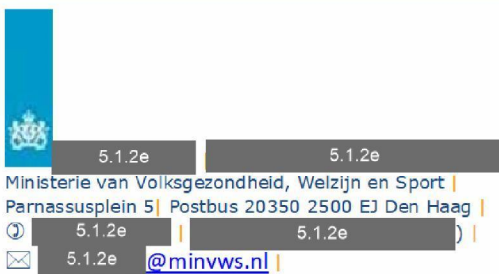 5.1.2e | 5.1.2e
Ministerie van Volksgezondheid, Welzijn en Sport |
Parnassusplein 5| Postbus 20350 2500 EJ Den Haag |
5.1.2e | 5.1.2e ) |
5.1.2e @minvws.nl |